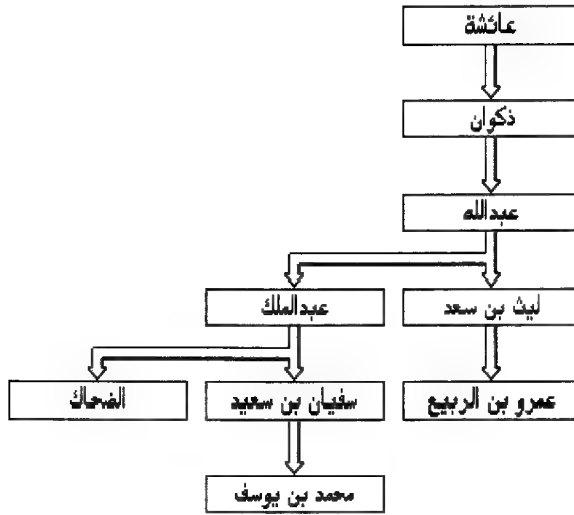 عائشة
ذكوان
عبدالله
ليث بن سعد
عبدالملك
عمرو بن الربيع
سفيان بن سعيد
الضحاك
محمد بن يوسف